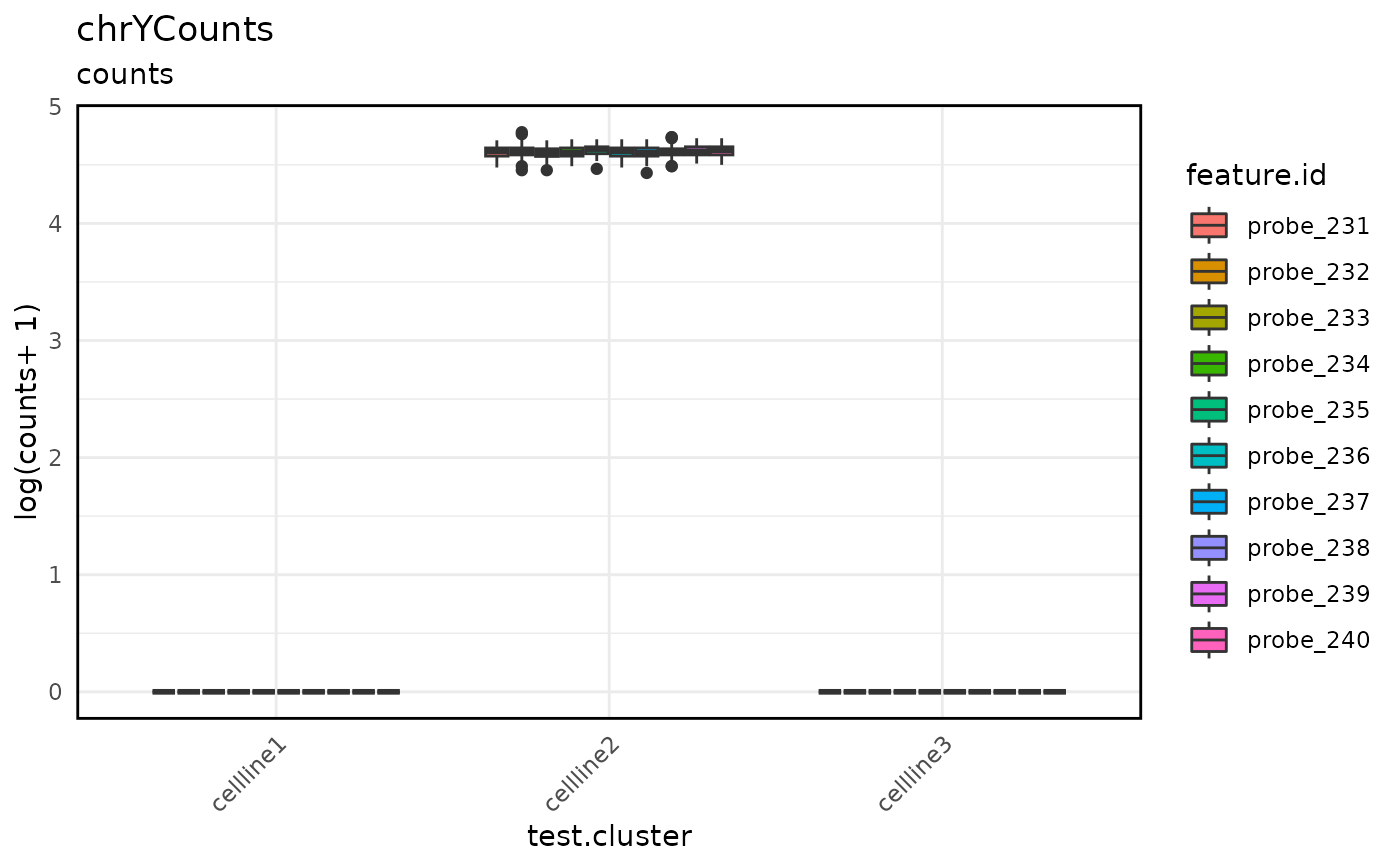 chrYCounts
counts
5
4
3
2
1
0
log(counts+ 1)
cellline1
cellline2
cellline3
test.cluster
feature.id
probe_231
probe_232
probe_233
probe_234
probe_235
probe_236
probe_237
probe_238
probe_239
probe_240